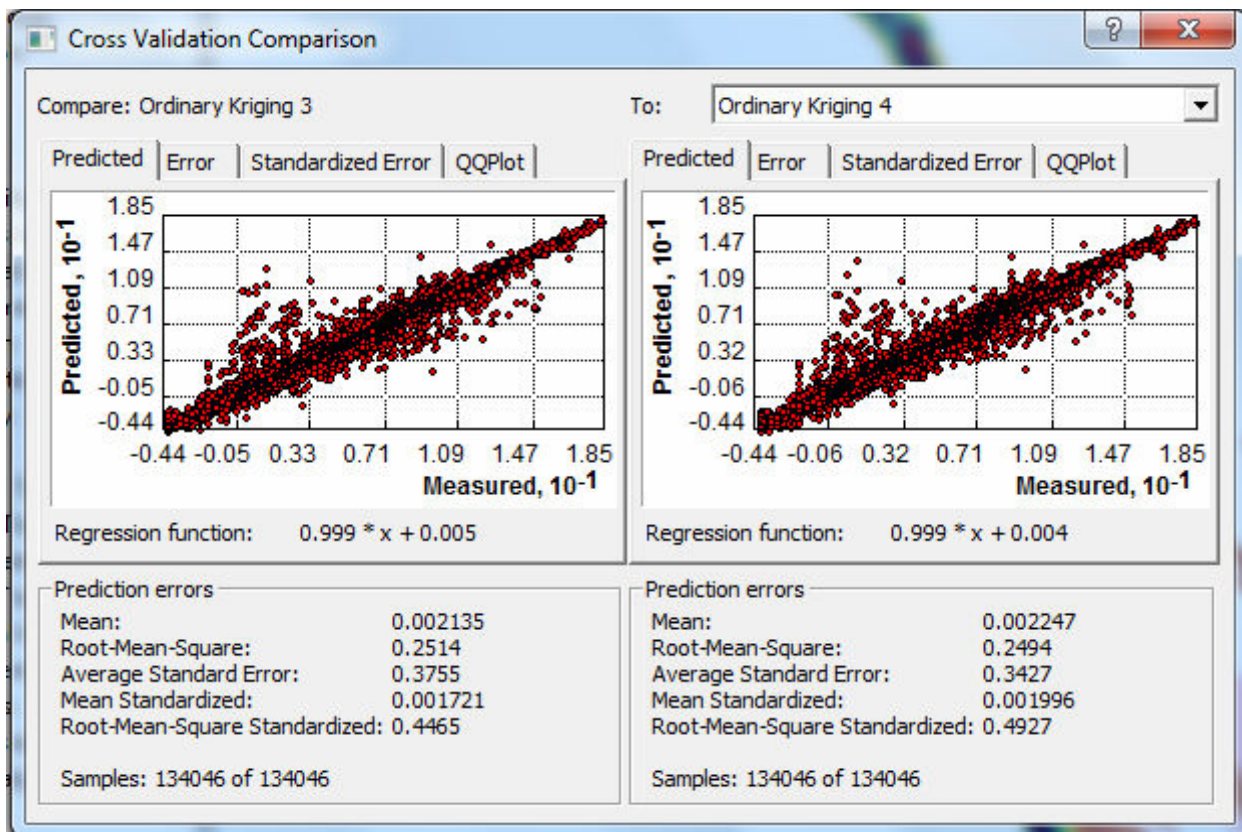 Cross Validation Comparison
?
X
Compare: Ordinary Kriging 3
To: Ordinary Kriging 4
Predicted Error Standardized Error QQPlot
Predicted, 10-1
1.85
1.47
1.09
0.71
0.33
-0.05
-0.44
-0.44 -0.05 0.33 0.71 1.09 1.47 1.85
Measured, 10-1
Regression function: 0.999 * x + 0.005
Prediction errors
Mean: 0.002135
Root-Mean-Square: 0.2514
Average Standard Error: 0.3755
Mean Standardized: 0.001721
Root-Mean-Square Standardized: 0.4465
Samples: 134046 of 134046
Predicted Error Standardized Error QQPlot
Predicted, 10-1
1.85
1.47
1.09
0.71
0.32
-0.06
-0.44
-0.44 -0.06 0.32 0.71 1.09 1.47 1.85
Measured, 10-1
Regression function: 0.999 * x + 0.004
Prediction errors
Mean: 0.002247
Root-Mean-Square: 0.2494
Average Standard Error: 0.3427
Mean Standardized: 0.001996
Root-Mean-Square Standardized: 0.4927
Samples: 134046 of 134046